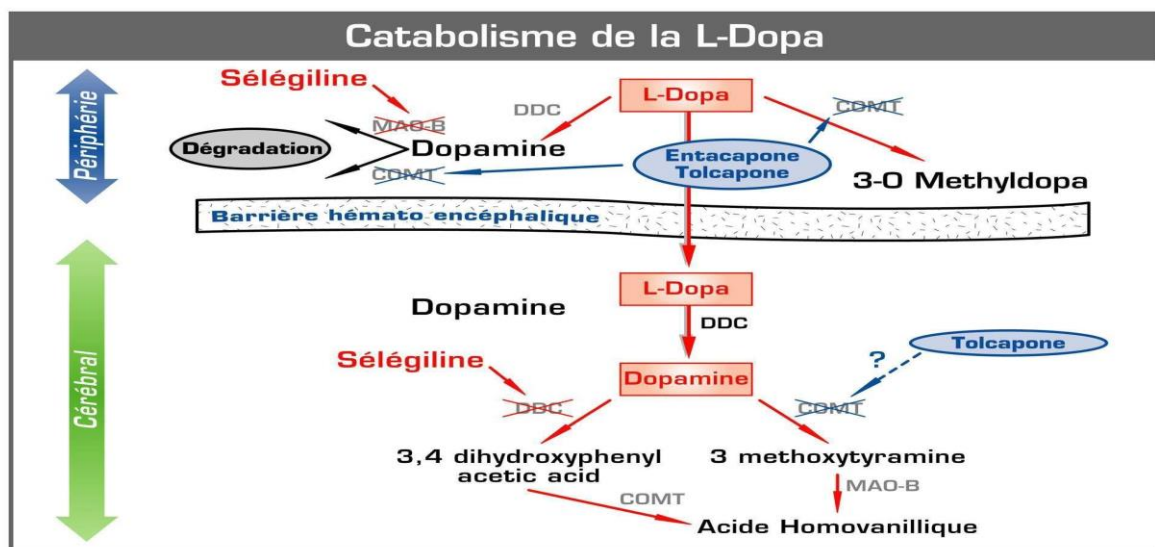 Catabolisme de la L-Dopa
Périphérie
Sélégiline
L-Dopa
DDC
COMT
MAO-B
Dégradation
Dopamine
Entacapone
Tolcapone
COMT
3-0 Methyldopa
Barrière hémato encéphalique
Cérébral
L-Dopa
Dopamine
DDC
Tolcapone
Sélégiline
?
Dopamine
DBC
COMT
3,4 dihydroxyphenyl
acetic acid
3 methoxytyramine
COMT
MAO-B
Acide Homovanillique